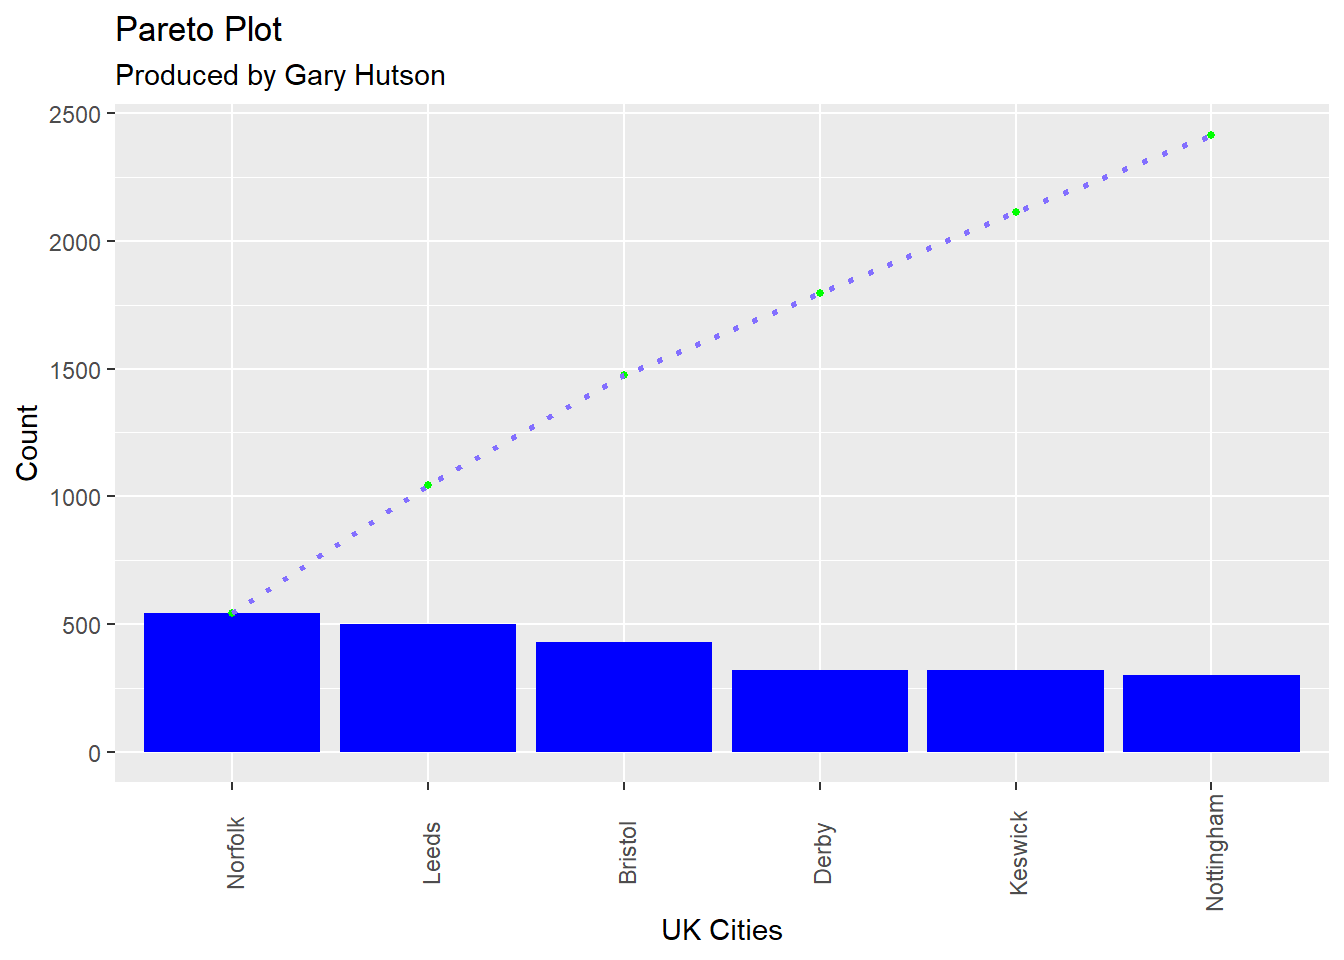 Pareto Plot
Produced by Gary Hutson
2500
2000
1500
1000
500
0
Count
Norfolk
Leeds
Bristol
Derby
Keswick
Nottingham
UK Cities